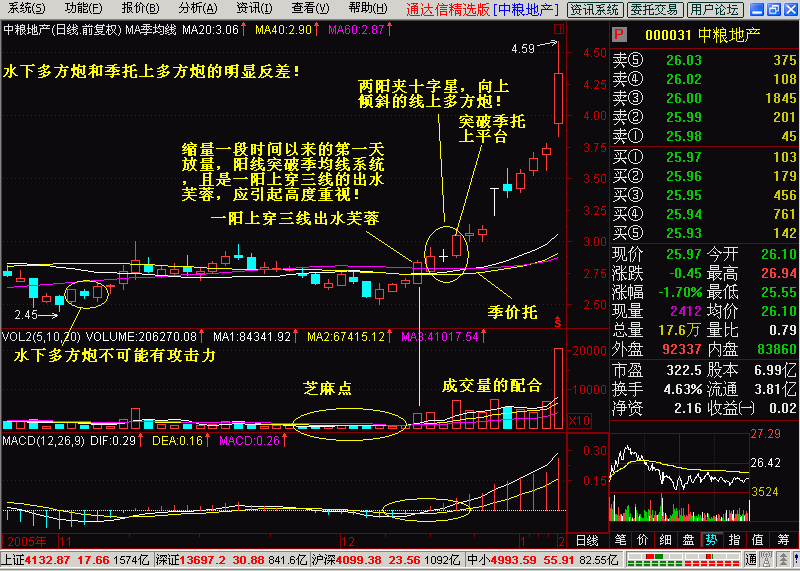 系统(S) 功能(F) 报价(B) 分析(A) 资讯(I) 查看(V) 帮助(H) 通达信精选版[中粮地产] 资讯系统 委托交易 用户论坛
中粮地产(日线.前复权) MA季均线 MA20:3.06↑ MA40:2.90↑ MA60:2.87↑
4.59
水下多方炮和季托上多方炮的明显反差!
两阳夹十字星,向上
倾斜的线上多方炮!
突破季托
上平台
缩量一段时间以来的第一天
放量,阳线突破季均线系统
,且是一阳上穿三线的出水
芙蓉,应引起高度重视!
一阳上穿三线出水芙蓉
季价托
2.45
4.50
4.25
4.00
3.75
3.50
3.25
3.00
2.75
2.50
VOL2(5,10,20) VOLUME:206270.08↑ MA1:84341.92↑ MA2:67415.12↑ MA3:41017.54↑
水下多方炮不可能有攻击力
芝麻点
成交量的配合
20000
10000
X10
MACD(12,26,9) DIF:0.29↑ DEA:0.16↑ MACD:0.26↑
0.30
0.15
2005年 11 12 1 2 日线
P 000031 中粮地产
卖⑤ 26.03 375
卖④ 26.02 108
卖③ 26.00 1845
卖② 25.99 201
卖① 25.98 45
买① 25.97 103
买② 25.96 179
买③ 25.95 456
买④ 25.94 761
买⑤ 25.93 142
现价 25.97 今开 26.10
涨跌 -0.45 最高 26.94
涨幅 -1.70% 最低 25.55
现量 2412 均价 26.10
总量 17.6万 量比 0.79
外盘 92337 内盘 83860
市盈 322.5 股本 6.99亿
换手 4.63% 流通 3.81亿
净资 2.16 收益㈠ 0.02
27.29
26.42
3524
笔 价 细 盘 势 指 值 筹
上证4132.87 17.66 1574亿 深证13697.2 30.88 841.6亿 沪深4099.38 23.56 1092亿 中小4993.59 55.91 82.55亿 通